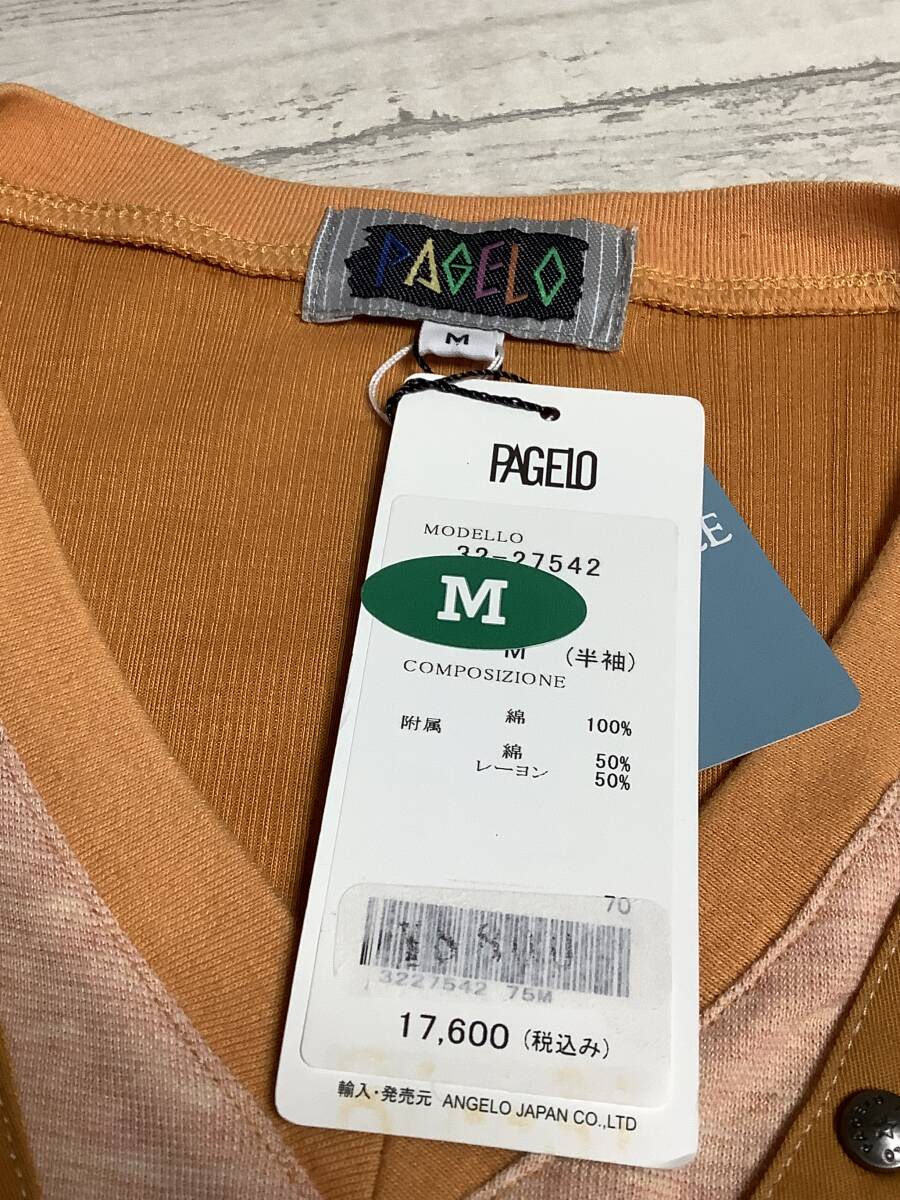 PAGELO
M
PAGELO
MODELLO
32-27542
M
M (半袖)
COMPOSIZIONE
綿 100%
附属 綿 50%
レーヨン 50%
70
3227542 75M
17,600 (税込み)
輸入・発売元 ANGELO JAPAN CO.,LTD